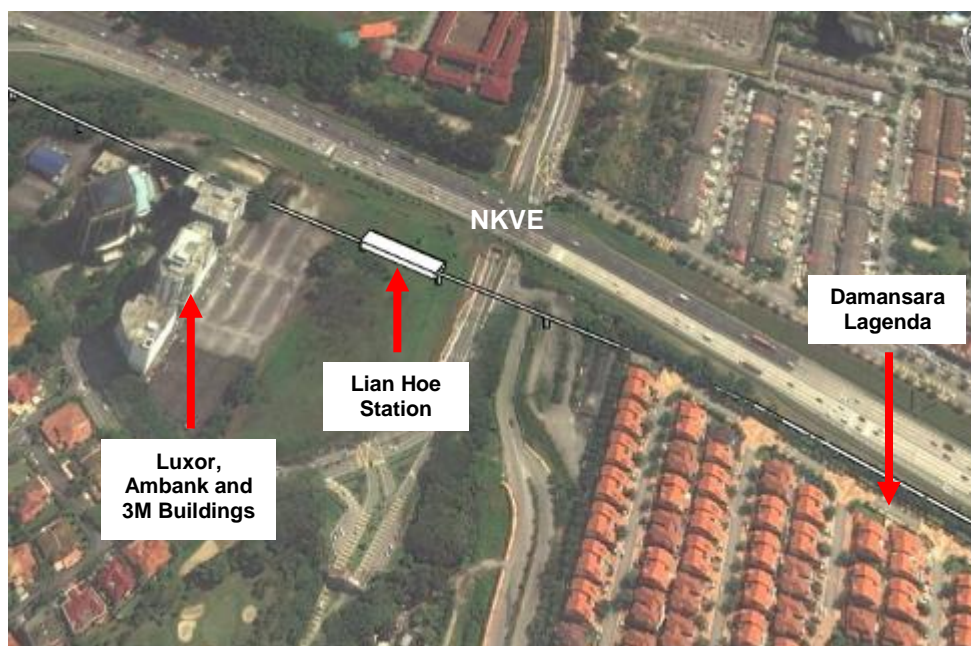 NKVE
Damansara
Lagenda
Lian Hoe
Station
Luxor,
Ambank and
3M Buildings